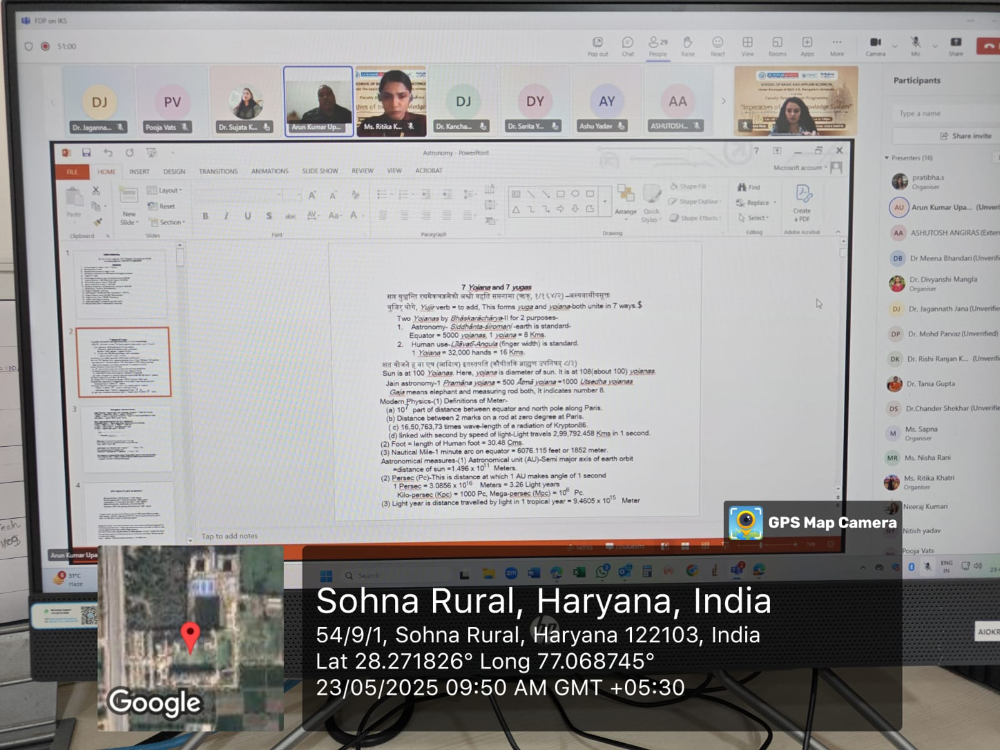 FDP on IKS
51:00
Pop out
Chat
29
People
Raise
React
View
Rooms
Apps
More
Camera
Mic
Share
DJ
Dr. Jaganna...
PV
Pooja Vats
Dr. Sujata K...
Arun Kumar Up...
Ms. Ritika K...
DJ
Dr. Kancha...
DY
Dr. Sarita Y...
AY
Ashu Yadav
AA
ASHUTOSH...
SCHOOL OF BASIC AND APPLIED SCIENCES
Participants
Type a name
Share invite
Presenters (16)
pratibha.s
Organiser
AU
Arun Kumar Upa... (Unveri
AA
ASHUTOSH ANGIRAS (Exter
DB
Dr Meena Bhandari (Unverifi
Dr. Divyanshi Mangla
Organiser
DJ
Dr. Jagannath Jana (Unverifie
DP
Dr. Mohd Parvaz (Unverified)
DK
Dr. Rishi Ranjan K... (Unverifie
Dr. Tania Gupta
DS
Dr.Chander Shekhar (Unverifie
M
Ms. Sapna
Organiser
MR
Ms. Nisha Rani
Ms. Ritika Khatri
Organiser
Neeraj Kumari
NY
Nitish yadav
Pooja Vats
Astronomy - PowerPoint
FILE HOME INSERT DESIGN TRANSITIONS ANIMATIONS SLIDE SHOW REVIEW VIEW ACROBAT
Microsoft account
Paste
Clipboard
New
Slide
Layout
Reset
Section
Slides
Font
Paragraph
Arrange
Quick
Styles
Shape Fill
Shape Outline
Shape Effects
Drawing
Find
Replace
Select
Editing
Create
a PDF
Adobe Acrobat
1
2
3
4
7 Yojana and 7 yugas
सप्त युञ्जन्ति रथमेकचक्रमेको अश्वो वहति सप्तनामा (ऋक्, १/१६४/२) –अस्यवामीयसूक्त
युजिर् योगे, Yujir verb = to add, This forms yuga and yojana-both unite in 7 ways.$
Two Yojanas by Bhāskarāchārya-II for 2 purposes-
1. Astronomy- Siddhānta-śiromaṇi -earth is standard-
Equator = 5000 yojanas, 1 yojana = 8 Kms.
2. Human use-Līlāvatī-Angula (finger width) is standard.
1 Yojana = 32,000 hands = 16 Kms.
शत योजने ह वा एष (आदित्य) इतस्तपति (कौषीतकि ब्राह्मण उपनिषद् ८/३)
Sun is at 100 Yojanas. Here, yojana is diameter of sun. It is at 108(about 100) yojanas.
Jain astronomy-1 Pramāṇa yojana = 500 Ātmā yojana =1000 Utsedha yojanas
Gaja means elephant and measuring rod both, It indicates number 8.
Modern Physics-(1) Definitions of Meter-
(a) 10⁷ part of distance between equator and north pole along Paris.
(b) Distance between 2 marks on a rod at zero degree at Paris.
( c) 16,50,763,73 times wave-length of a radiation of Krypton86.
(d) linked with second by speed of light-Light travels 2,99,792.458 Kms in 1 second.
(2) Foot = length of Human foot = 30.48 Cms.
(3) Nautical Mile-1 minute arc on equator = 6076.115 feet or 1852 meter.
Astronomical measures-(1) Astronomical unit (AU)-Semi major axis of earth orbit
=distance of sun =1.496 x 10¹¹ Meters.
(2) Persec (Pc)-This is distance at which 1 AU makes angle of 1 second
1 Persec = 3.0856 x 10¹⁶ Meters = 3.26 Light years
Kilo-persec (Kpc) = 1000 Pc, Mega-persec (Mpc) = 10⁶ Pc.
(3) Light year is distance travelled by light in 1 tropical year = 9.4605 x 10¹⁵ Meter
Tap to add notes
NOTES COMMENTS
Arun Kumar Upa
6
31°C
Haze
Search
ENG
IN
23-
hp
AIOKR
GPS Map Camera
Google
Sohna Rural, Haryana, India
54/9/1, Sohna Rural, Haryana 122103, India
Lat 28.271826° Long 77.068745°
23/05/2025 09:50 AM GMT +05:30